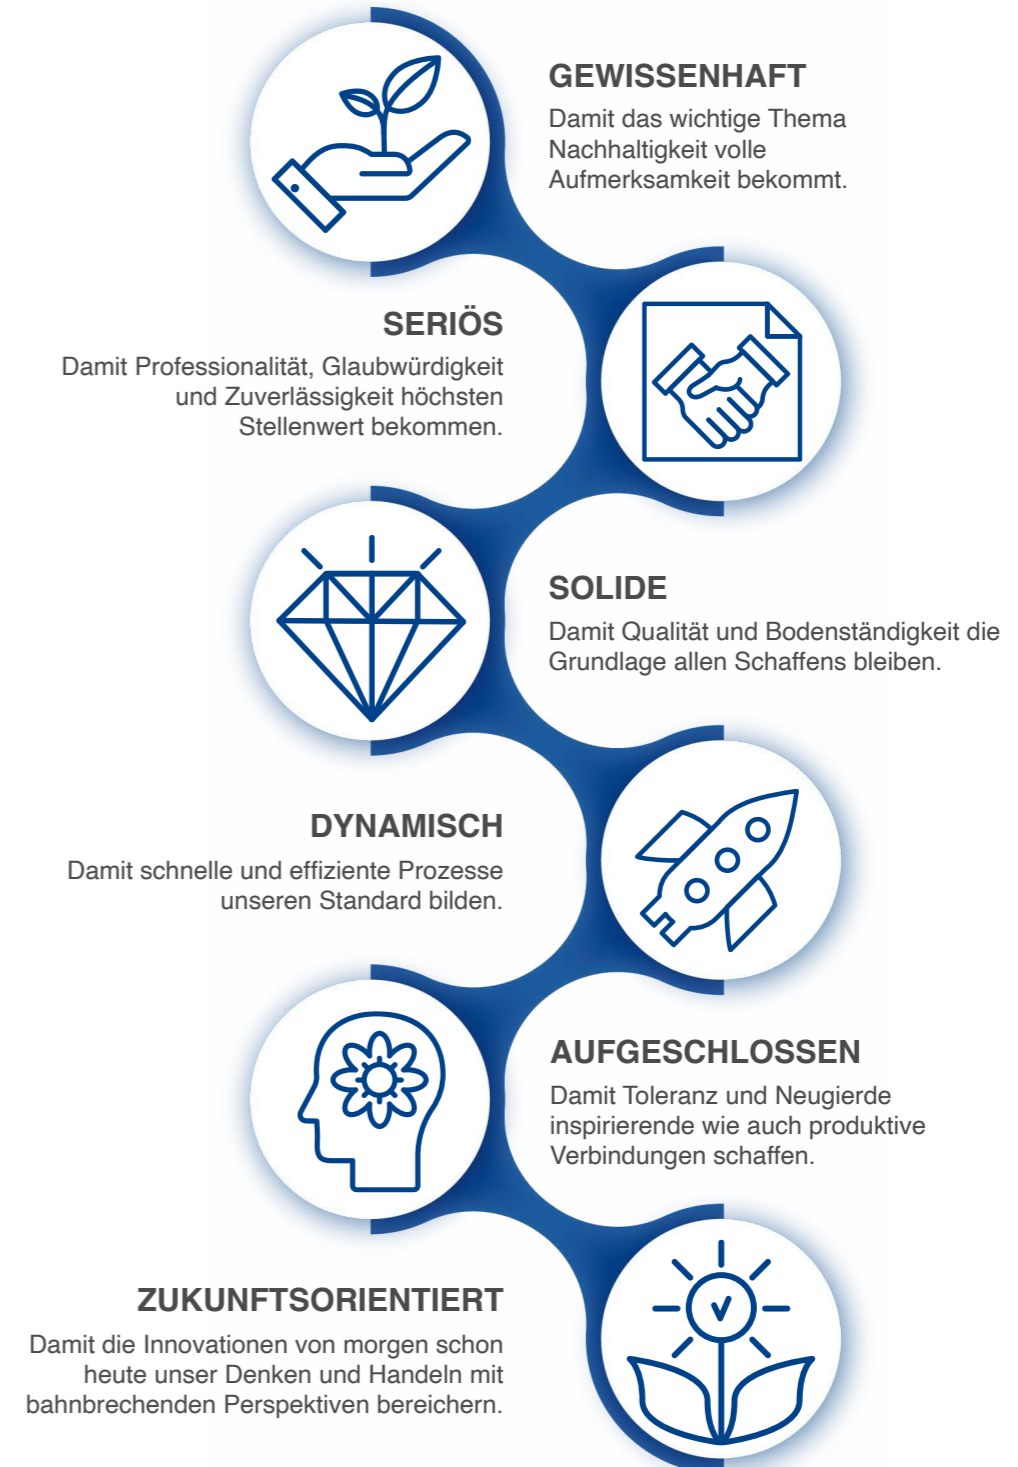 GEWISSENHAFT
Damit das wichtige Thema
Nachhaltigkeit volle
Aufmerksamkeit bekommt.
SERIÖS
Damit Professionalität, Glaubwürdigkeit
und Zuverlässigkeit höchsten
Stellenwert bekommen.
SOLIDE
Damit Qualität und Bodenständigkeit die
Grundlage allen Schaffens bleiben.
DYNAMISCH
Damit schnelle und effiziente Prozesse
unseren Standard bilden.
AUFGESCHLOSSEN
Damit Toleranz und Neugierde
inspirierende wie auch produktive
Verbindungen schaffen.
ZUKUNFTSORIENTIERT
Damit die Innovationen von morgen schon
heute unser Denken und Handeln mit
bahnbrechenden Perspektiven bereichern.